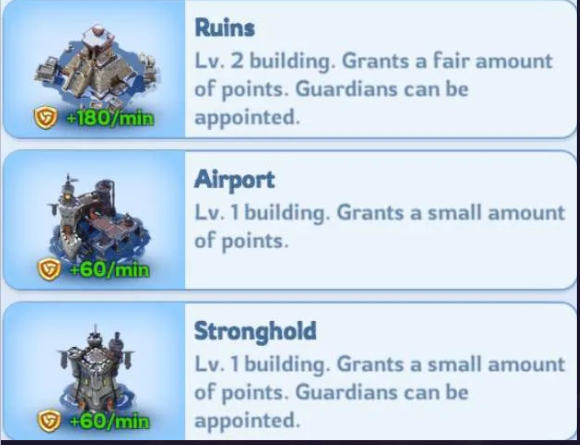 Ruins
Lv. 2 building. Grants a fair amount
of points. Guardians can be
appointed.
+180/min
Airport
Lv. 1 building. Grants a small amount
of points.
+60/min
Stronghold
Lv. 1 building. Grants a small amount
of points. Guardians can be
appointed.
+60/min